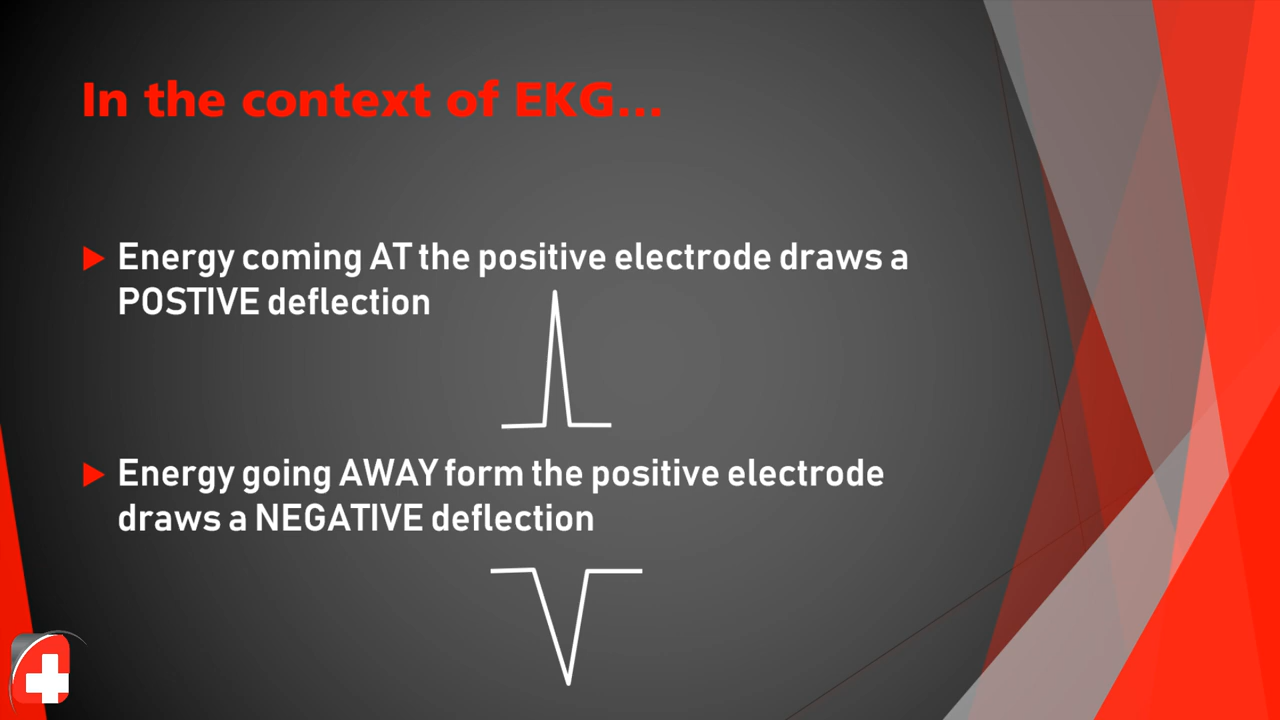 In the context of EKG...
Energy coming AT the positive electrode draws a
POSTIVE deflection
Energy going AWAY form the positive electrode
draws a NEGATIVE deflection